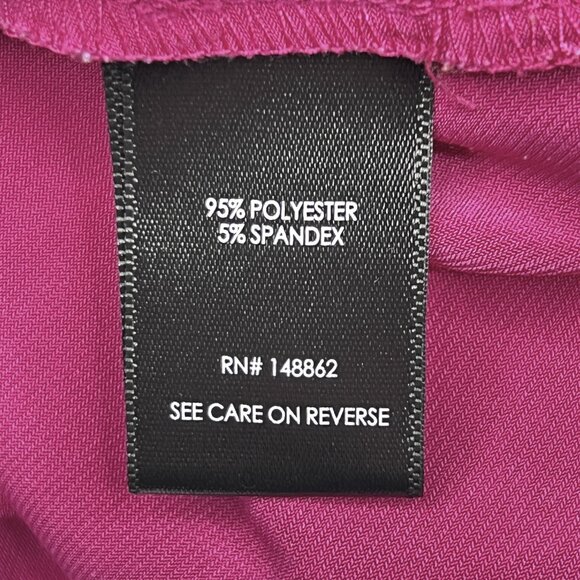 95% POLYESTER
5% SPANDEX
RN# 148862
SEE CARE ON REVERSE